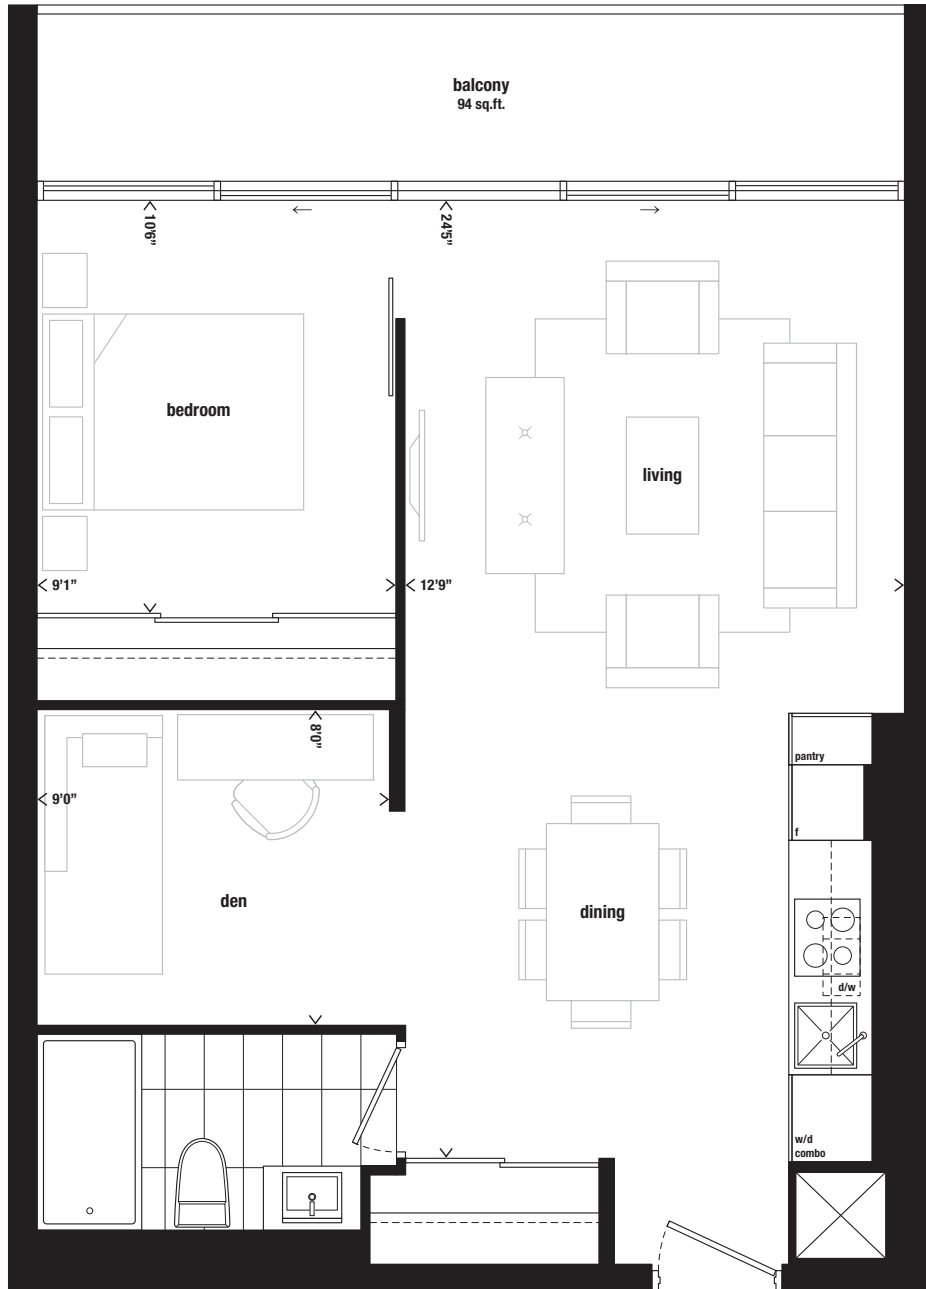 balcony
94 sq.ft.
10'6"
24'5"
bedroom
living
9'1"
12'9"
8'0"
pantry
9'0"
f
den
dining
d/w
w/d
combo